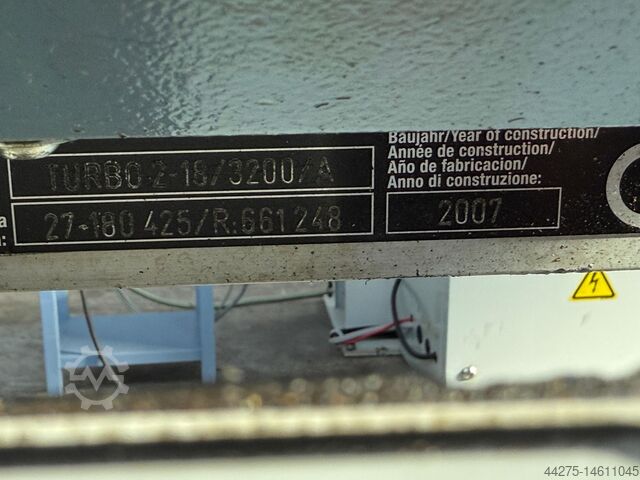 TURBO 2-18/3200/A
27-180 425/R:661 248
Baujahr/Year of construction/
Année de construction/
Año de fabricacion/
Anno di construzione:
2007
44275-14611045